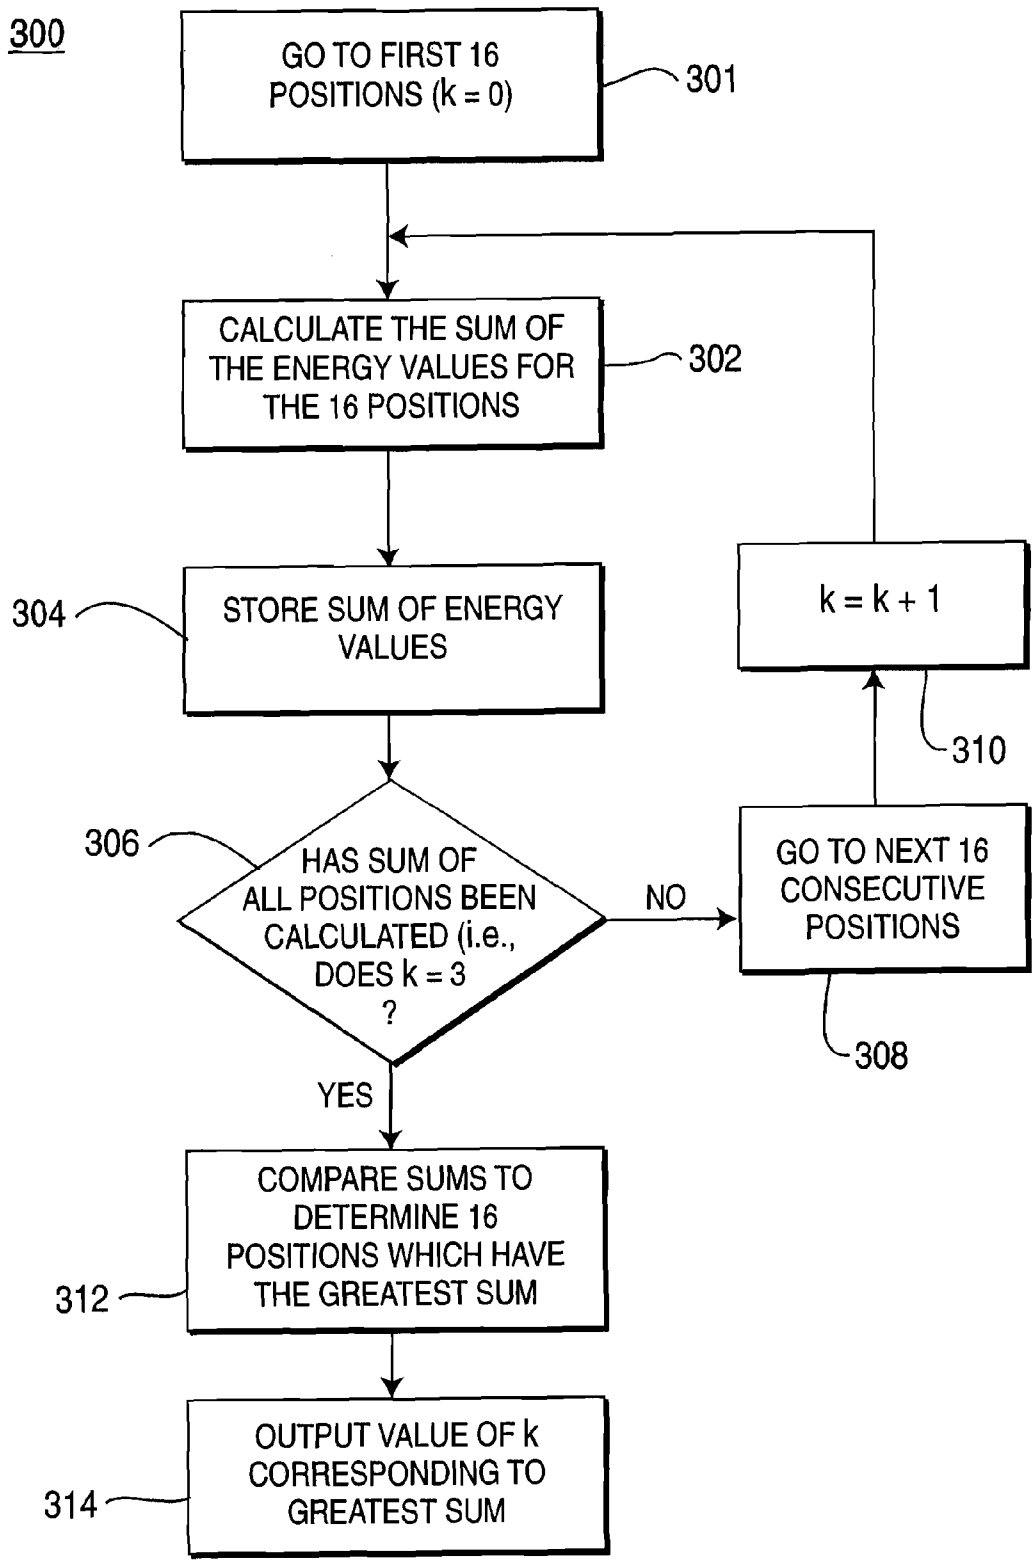 300
GO TO FIRST 16
POSITIONS (k = 0)
301
CALCULATE THE SUM OF
THE ENERGY VALUES FOR
THE 16 POSITIONS
302
STORE SUM OF ENERGY
VALUES
304
k = k + 1
310
HAS SUM OF
ALL POSITIONS BEEN
CALCULATED (i.e.,
DOES k = 3
?
306
NO
GO TO NEXT 16
CONSECUTIVE
POSITIONS
308
YES
COMPARE SUMS TO
DETERMINE 16
POSITIONS WHICH HAVE
THE GREATEST SUM
312
OUTPUT VALUE OF k
CORRESPONDING TO
GREATEST SUM
314